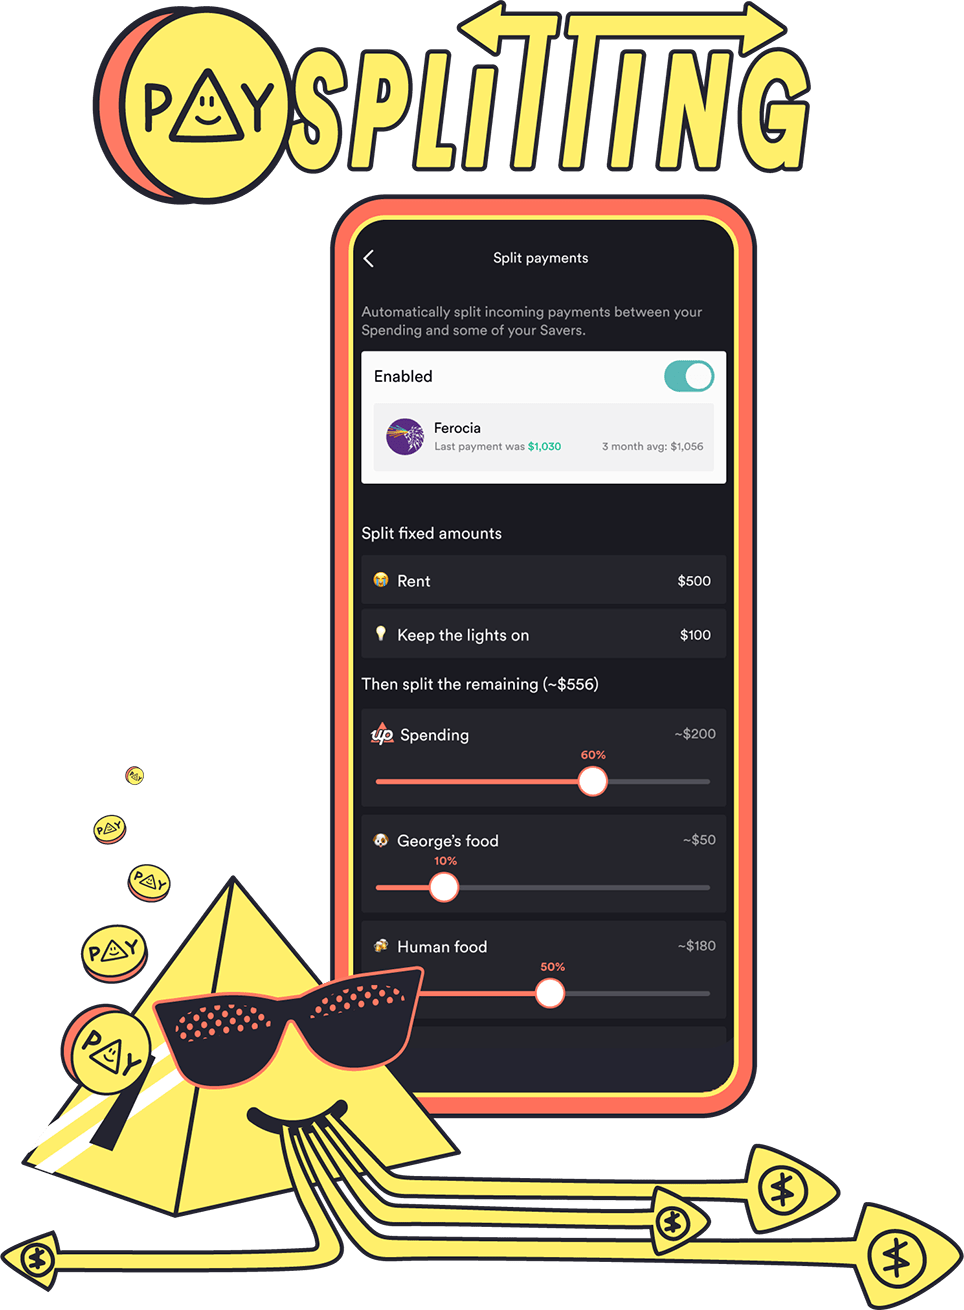 PAY SPLITTING
Split payments
Automatically split incoming payments between your
Spending and some of your Savers.
Enabled
Ferocia
Last payment was $1,030 3 month avg: $1,056
Split fixed amounts
Rent $500
Keep the lights on $100
Then split the remaining (~$556)
up Spending ~$200
60%
George's food ~$50
10%
Human food ~$180
50%
PAY
PAY
PAY
PAY
PAY
$
$
$
$